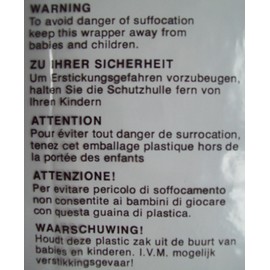 WARNING
To avoid danger of suffocation
keep this wrapper away from
babies and children.
ZU IHRER SICHERHEIT
Um Erstickungsgefahren vorzubeugen,
halten Sie die Schutzhulle fern von
Ihren Kindern
ATTENTION
Pour éviter tout danger de surrocation,
tenez cet emballage plastique hors de
la portée des enfants
ATTENZIONE!
Per evitare pericolo di soffocamento
non consentite ai bambini di giocare
con questa guaina di plastica.
WAARSCHUWING!
Houdt deze plastic zak uit de buurt van
babies en kinderen. I.V.M. mogelijk
verstikkingsgevaar!